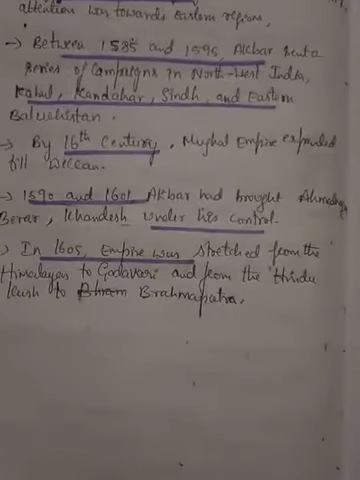 attention was towards Eastern regions.
→ Between 1585 and 1595, Akbar sent a
series of Campaigns in North-West India,
Kabul, Kandahar, Sindh, and Eastern
Baluchistan.
→ By 16th Century, Mughal Empire expanded
till Deccan.
→ 1590 and 1601 Akbar had brought Ahmednag
Berar, Khandesh under his control.
→ In 1605, Empire was stretched from the
Himalayas to Godavari and from the Hindu
Kush to Brahmaputra.